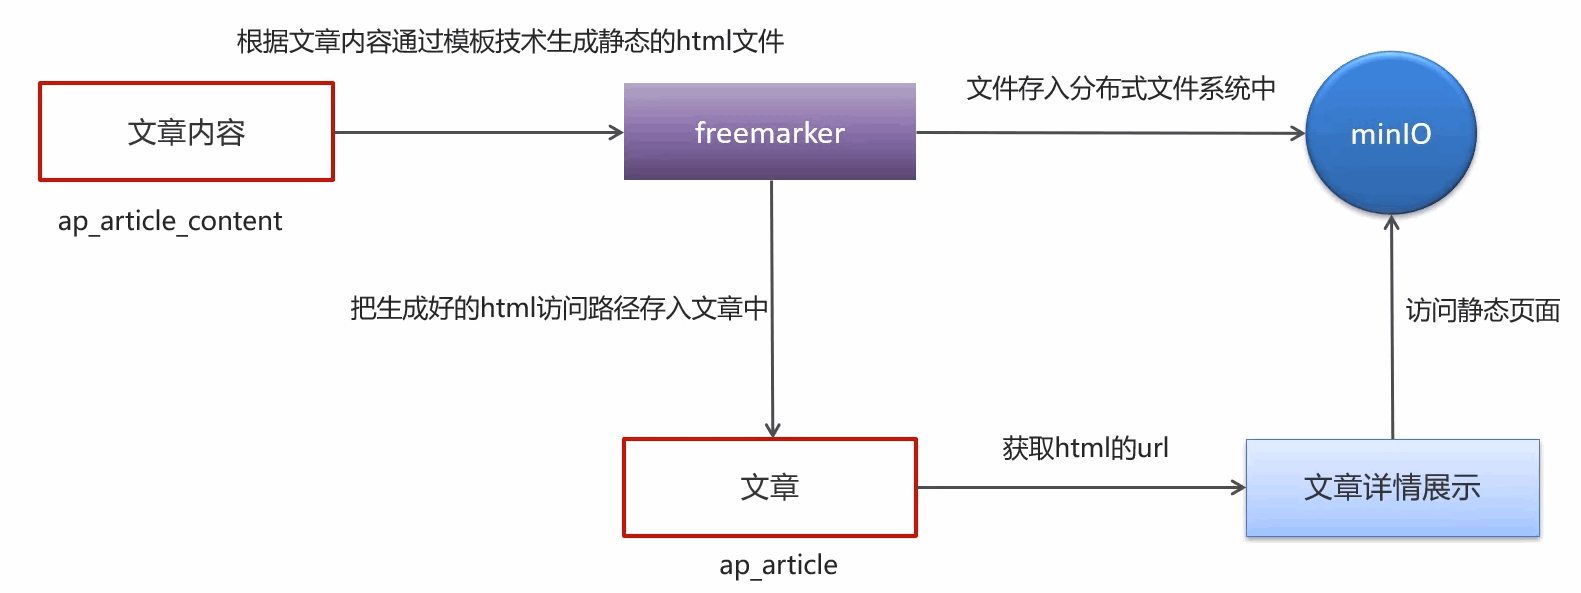 根据文章内容通过模板技术生成静态的html文件
文章内容
freemarker
文件存入分布式文件系统中
minIO
ap_article_content
把生成好的html访问路径存入文章中
访问静态页面
文章
获取html的url
文章详情展示
ap_article